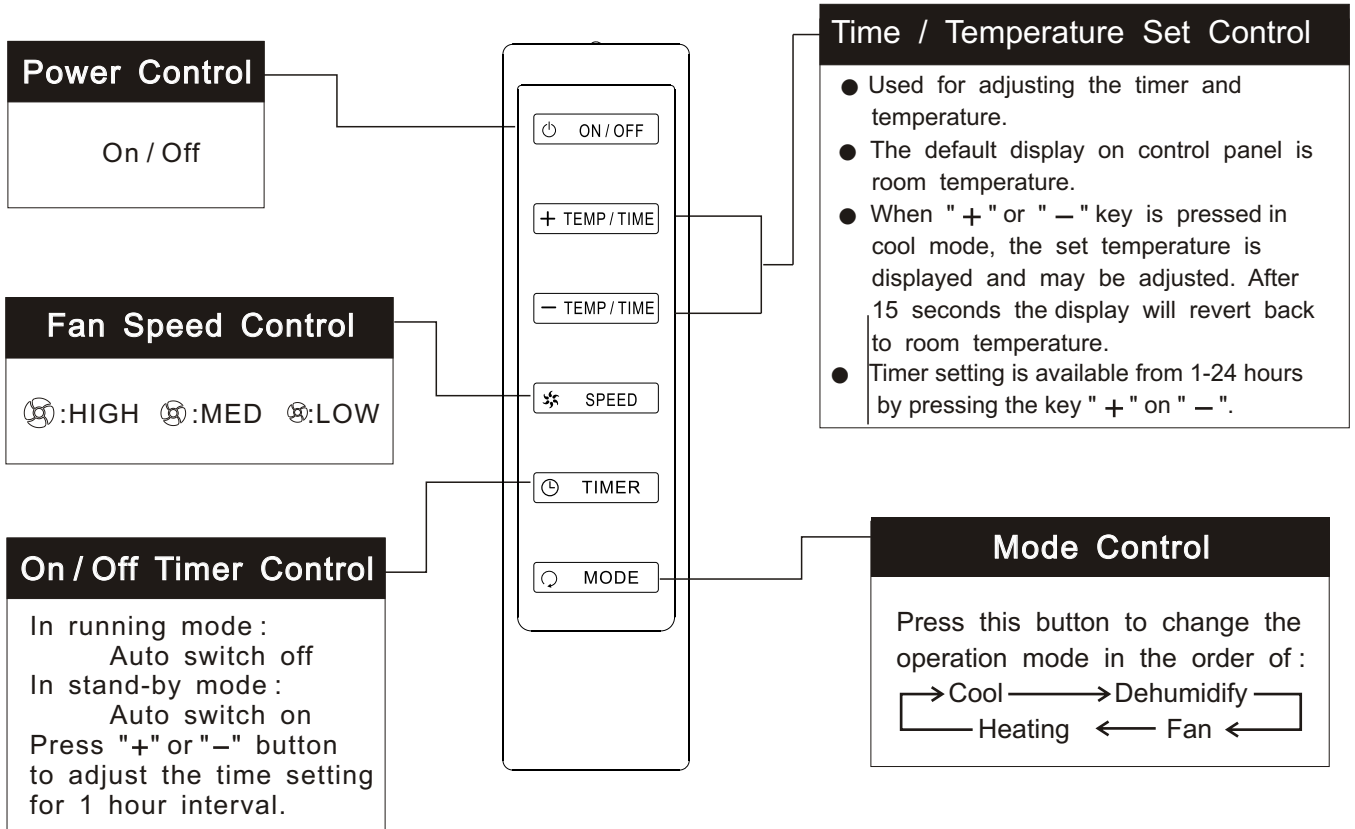 Power Control
On / Off
Fan Speed Control
:HIGH :MED :LOW
On / Off Timer Control
In running mode :
Auto switch off
In stand-by mode :
Auto switch on
Press "+" or "–" button
to adjust the time setting
for 1 hour interval.
ON / OFF
+ TEMP / TIME
– TEMP / TIME
SPEED
TIMER
MODE
Time / Temperature Set Control
● Used for adjusting the timer and
temperature.
● The default display on control panel is
room temperature.
● When " + " or " – " key is pressed in
cool mode, the set temperature is
displayed and may be adjusted. After
15 seconds the display will revert back
to room temperature.
● Timer setting is available from 1-24 hours
by pressing the key " + " on " – ".
Mode Control
Press this button to change the
operation mode in the order of :
Cool Dehumidify
Heating Fan